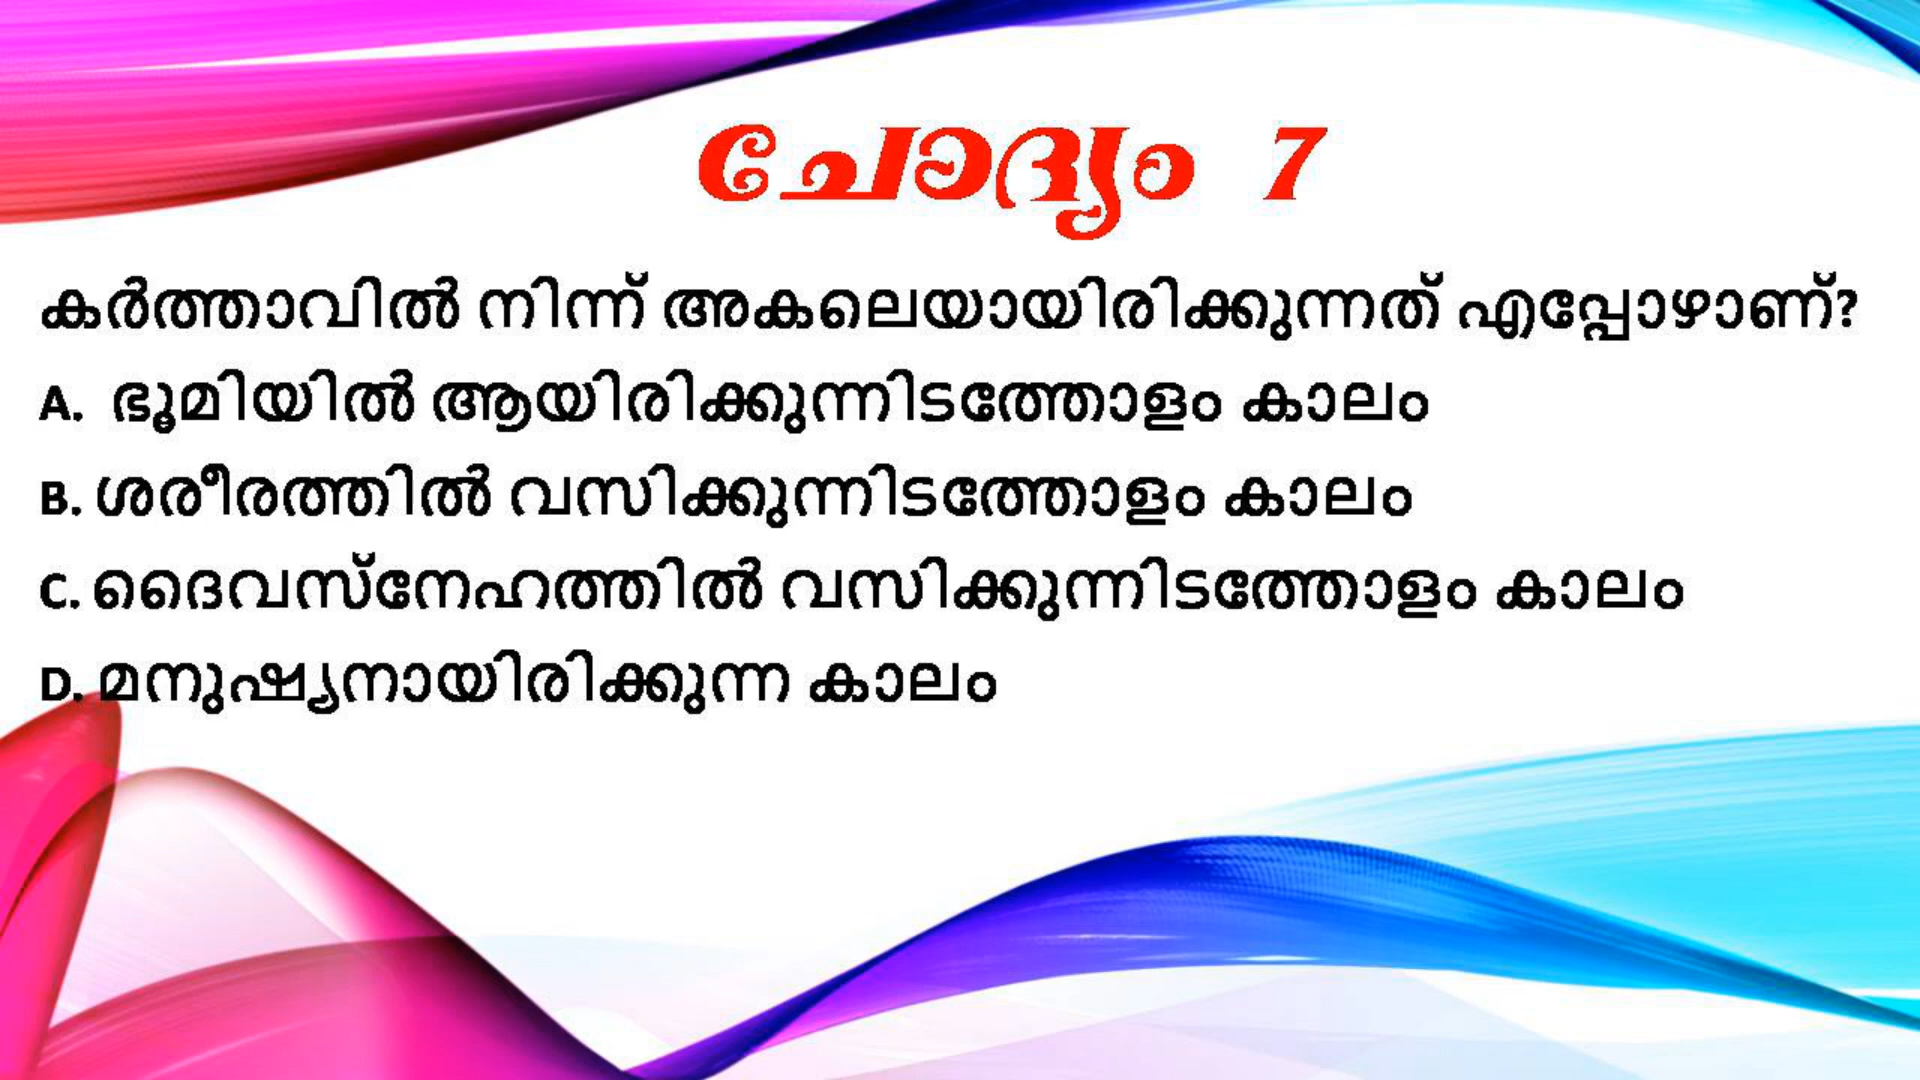 ചോദ്യം 7
കർത്താവിൽ നിന്ന് അകലെയായിരിക്കുന്നത് എപ്പോഴാണ്?
A. ഭൂമിയിൽ ആയിരിക്കുന്നിടത്തോളം കാലം
B. ശരീരത്തിൽ വസിക്കുന്നിടത്തോളം കാലം
C. ദൈവസ്നേഹത്തിൽ വസിക്കുന്നിടത്തോളം കാലം
D. മനുഷ്യനായിരിക്കുന്ന കാലം